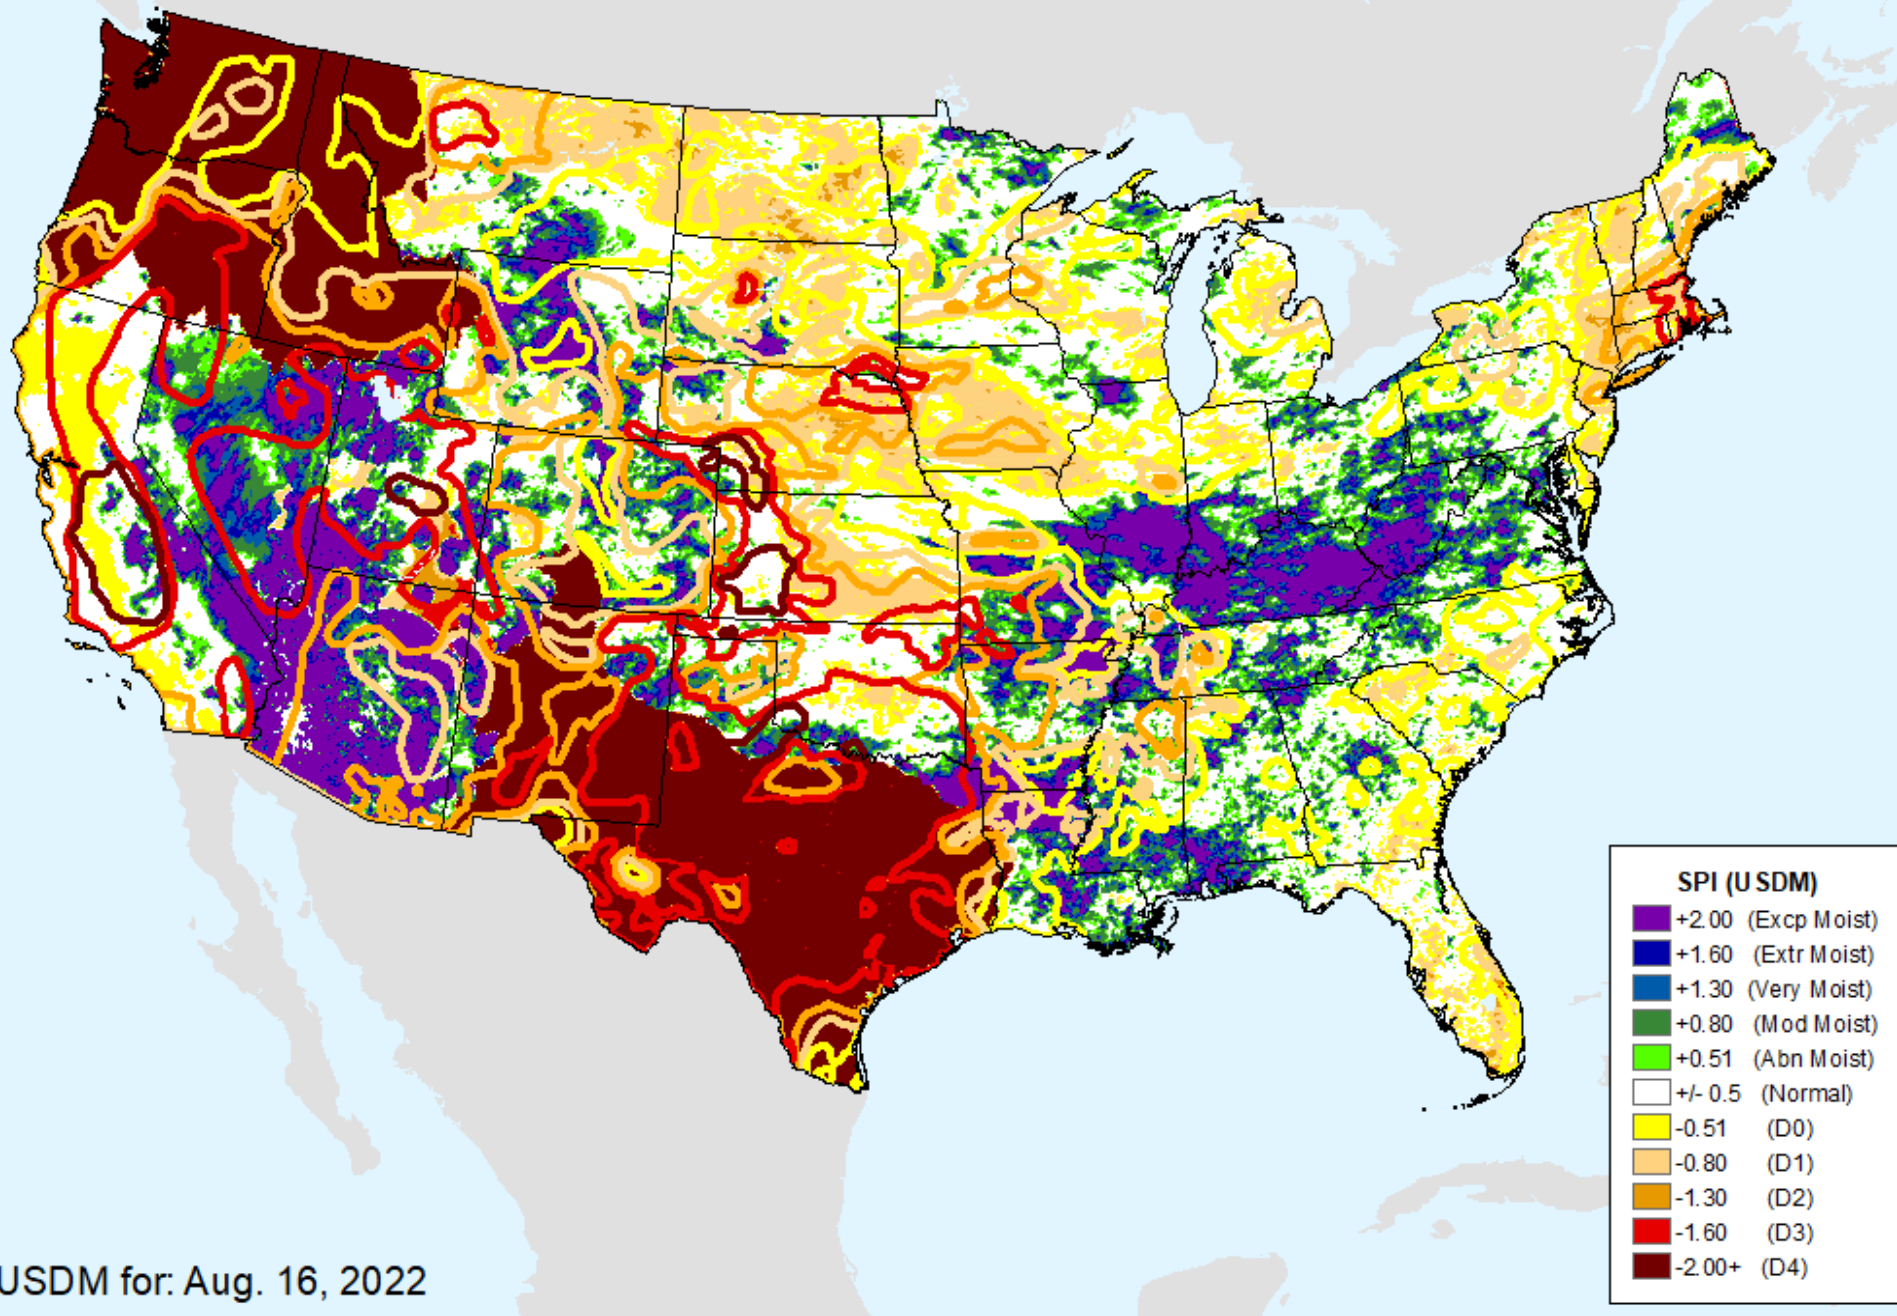 SPI (USDM)
+2.00 (Excp Moist)
+1.60 (Extr Moist)
+1.30 (Very Moist)
+0.80 (Mod Moist)
+0.51 (Abn Moist)
+/- 0.5 (Normal)
-0.51 (D0)
-0.80 (D1)
-1.30 (D2)
-1.60 (D3)
-2.00+ (D4)
USDM for: Aug. 16, 2022